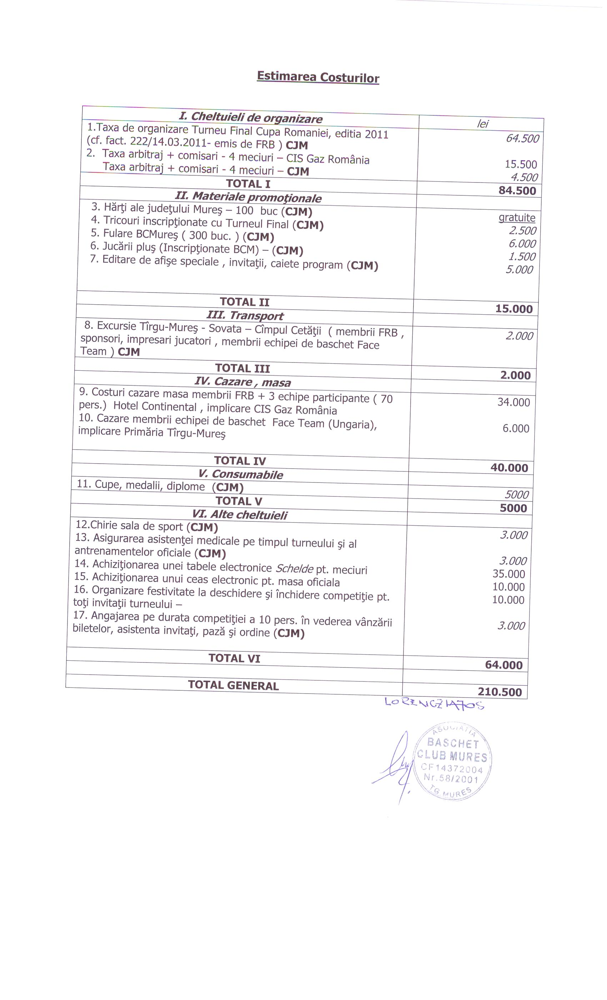 Estimarea Costurilor
I. Cheltuieli de organizare lei
1.Taxa de organizare Turneu Final Cupa Romaniei, editia 2011 64.500
(cf. fact. 222/14.03.2011- emis de FRB ) CJM
2. Taxa arbitraj + comisari - 4 meciuri – CIS Gaz România 15.500
Taxa arbitraj + comisari - 4 meciuri – CJM 4.500
TOTAL I 84.500
II. Materiale promoţionale
3. Hărţi ale judeţului Mureş – 100 buc (CJM) gratuite
4. Tricouri inscripţionate cu Turneul Final (CJM) 2.500
5. Fulare BCMureş ( 300 buc. ) (CJM) 6.000
6. Jucării pluş (Inscripţionate BCM) – (CJM) 1.500
7. Editare de afişe speciale , invitaţii, caiete program (CJM) 5.000
TOTAL II 15.000
III. Transport
8. Excursie Tîrgu-Mureş - Sovata – Cîmpul Cetăţii ( membrii FRB , 2.000
sponsori, impresari jucatori , membrii echipei de baschet Face
Team ) CJM
TOTAL III 2.000
IV. Cazare , masa
9. Costuri cazare masa membrii FRB + 3 echipe participante ( 70 34.000
pers.) Hotel Continental , implicare CIS Gaz România
10. Cazare membrii echipei de baschet Face Team (Ungaria), 6.000
implicare Primăria Tîrgu-Mureş
TOTAL IV 40.000
V. Consumabile
11. Cupe, medalii, diplome (CJM) 5000
TOTAL V 5000
VI. Alte cheltuieli
12.Chirie sala de sport (CJM) 3.000
13. Asigurarea asistenţei medicale pe timpul turneului şi al
antrenamentelor oficiale (CJM) 3.000
14. Achiziţionarea unei tabele electronice Schelde pt. meciuri 35.000
15. Achiziţionarea unui ceas electronic pt. masa oficiala 10.000
16. Organizare festivitate la deschidere şi închidere competiţie pt. 10.000
toţi invitaţii turneului –
17. Angajarea pe durata competiţiei a 10 pers. în vederea vânzării 3.000
biletelor, asistenta invitaţi, pază şi ordine (CJM)
TOTAL VI 64.000
TOTAL GENERAL 210.500
ASOCIATIA
BASCHET
CLUB MURES
CF14372004
Nr.58/2001
TG MURES